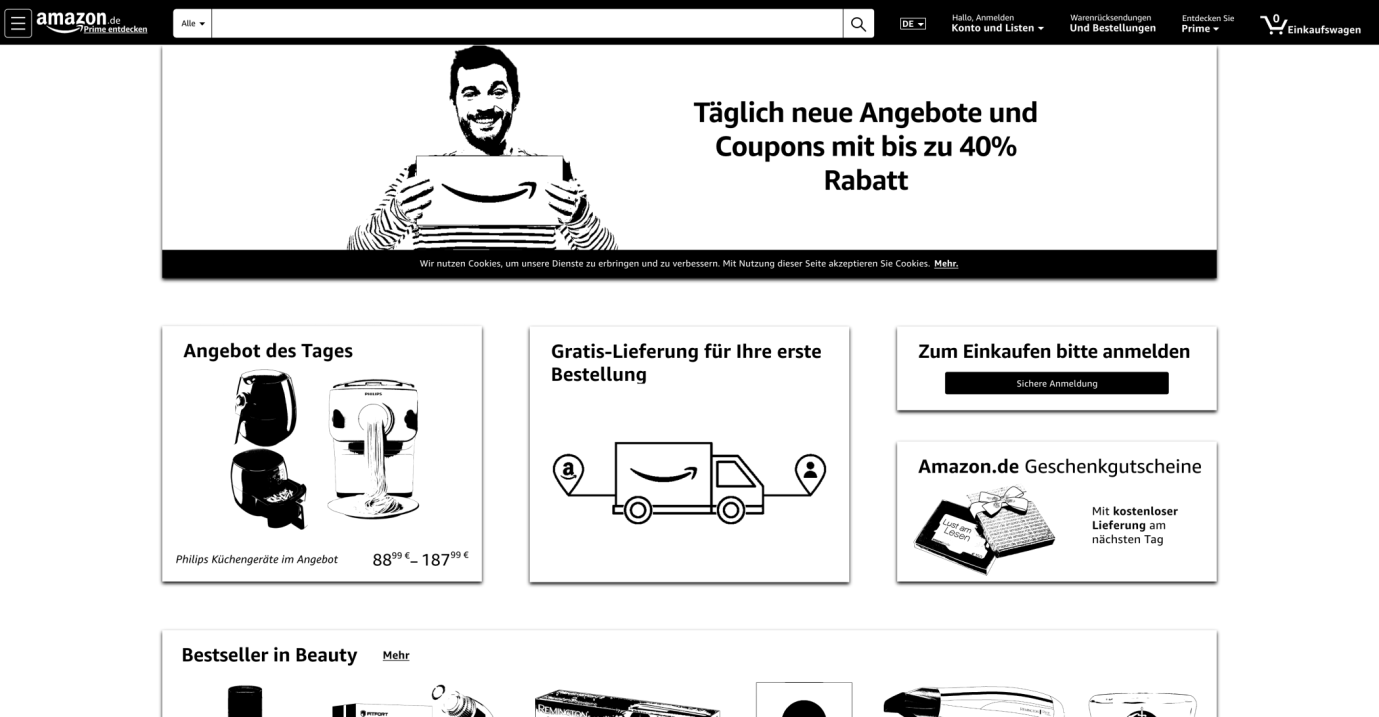 amazon.de
Prime entdecken
Alle
DE
Hallo, Anmelden
Konto und Listen
Warenrücksendungen
Und Bestellungen
Entdecken Sie
Prime
0
Einkaufswagen
Täglich neue Angebote und
Coupons mit bis zu 40%
Rabatt
Wir nutzen Cookies, um unsere Dienste zu erbringen und zu verbessern. Mit Nutzung dieser Seite akzeptieren Sie Cookies. Mehr.
Angebot des Tages
PHILIPS
Philips Küchengeräte im Angebot
88⁹⁹ € – 187⁹⁹ €
Gratis-Lieferung für Ihre erste
Bestellung
a
Zum Einkaufen bitte anmelden
Sichere Anmeldung
Amazon.de Geschenkgutscheine
Lust am
Lesen
Mit kostenloser
Lieferung am
nächsten Tag
Bestseller in Beauty Mehr
FITFORT
REMINGTON